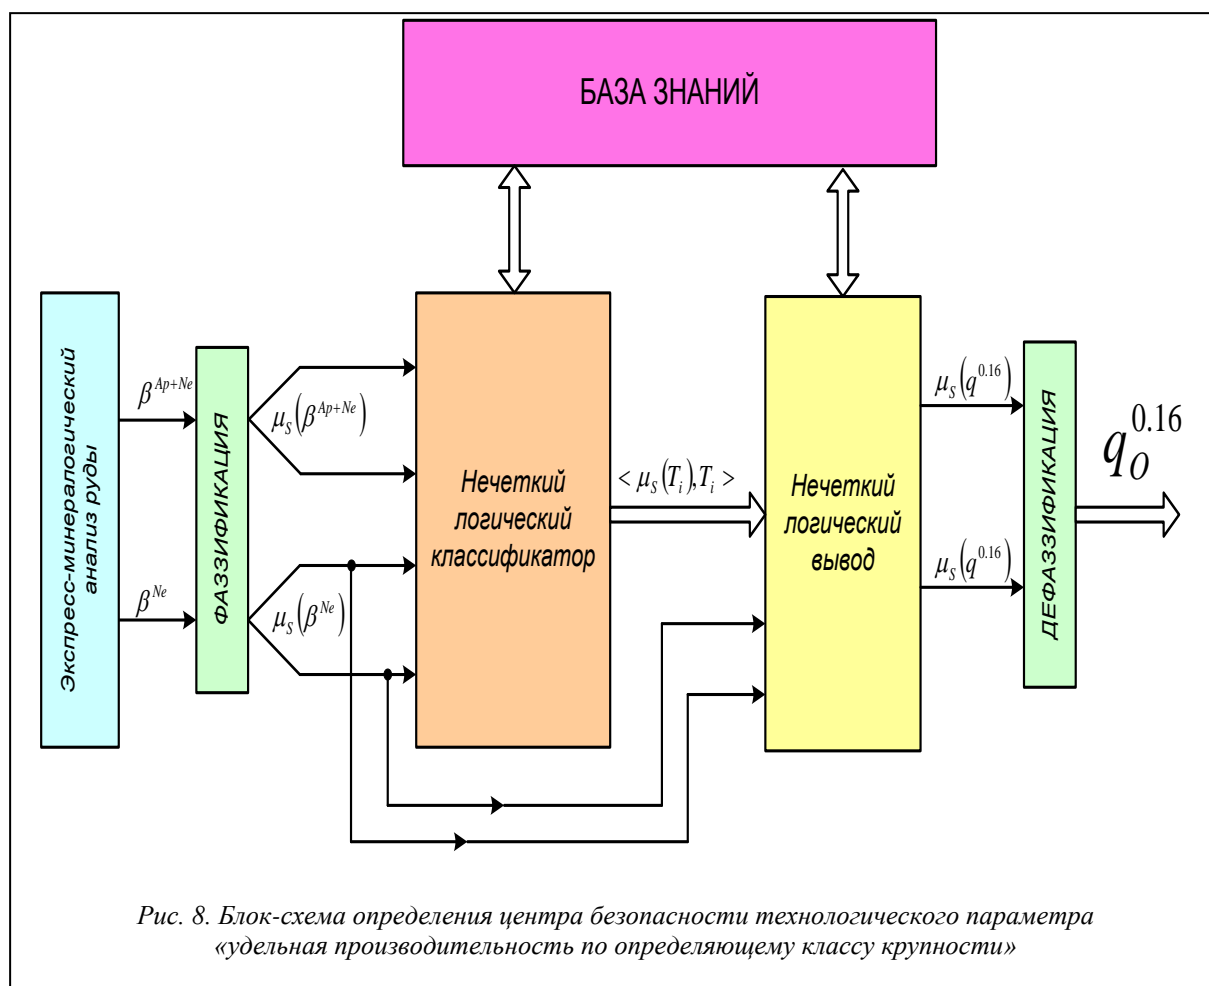 БАЗА ЗНАНИЙ
Экспресс-минералогический
анализ руды
β^{Ap+Ne}
β^{Ne}
ФАЗЗИФИКАЦИЯ
μ_S(β^{Ap+Ne})
μ_S(β^{Ne})
Нечеткий
логический
классификатор
< μ_S(T_i), T_i >
Нечеткий
логический
вывод
μ_S(q^{0.16})
μ_S(q^{0.16})
ДЕФАЗЗИФИКАЦИЯ
q_O^{0.16}
Рис. 8. Блок-схема определения центра безопасности технологического параметра
«удельная производительность по определяющему классу крупности»